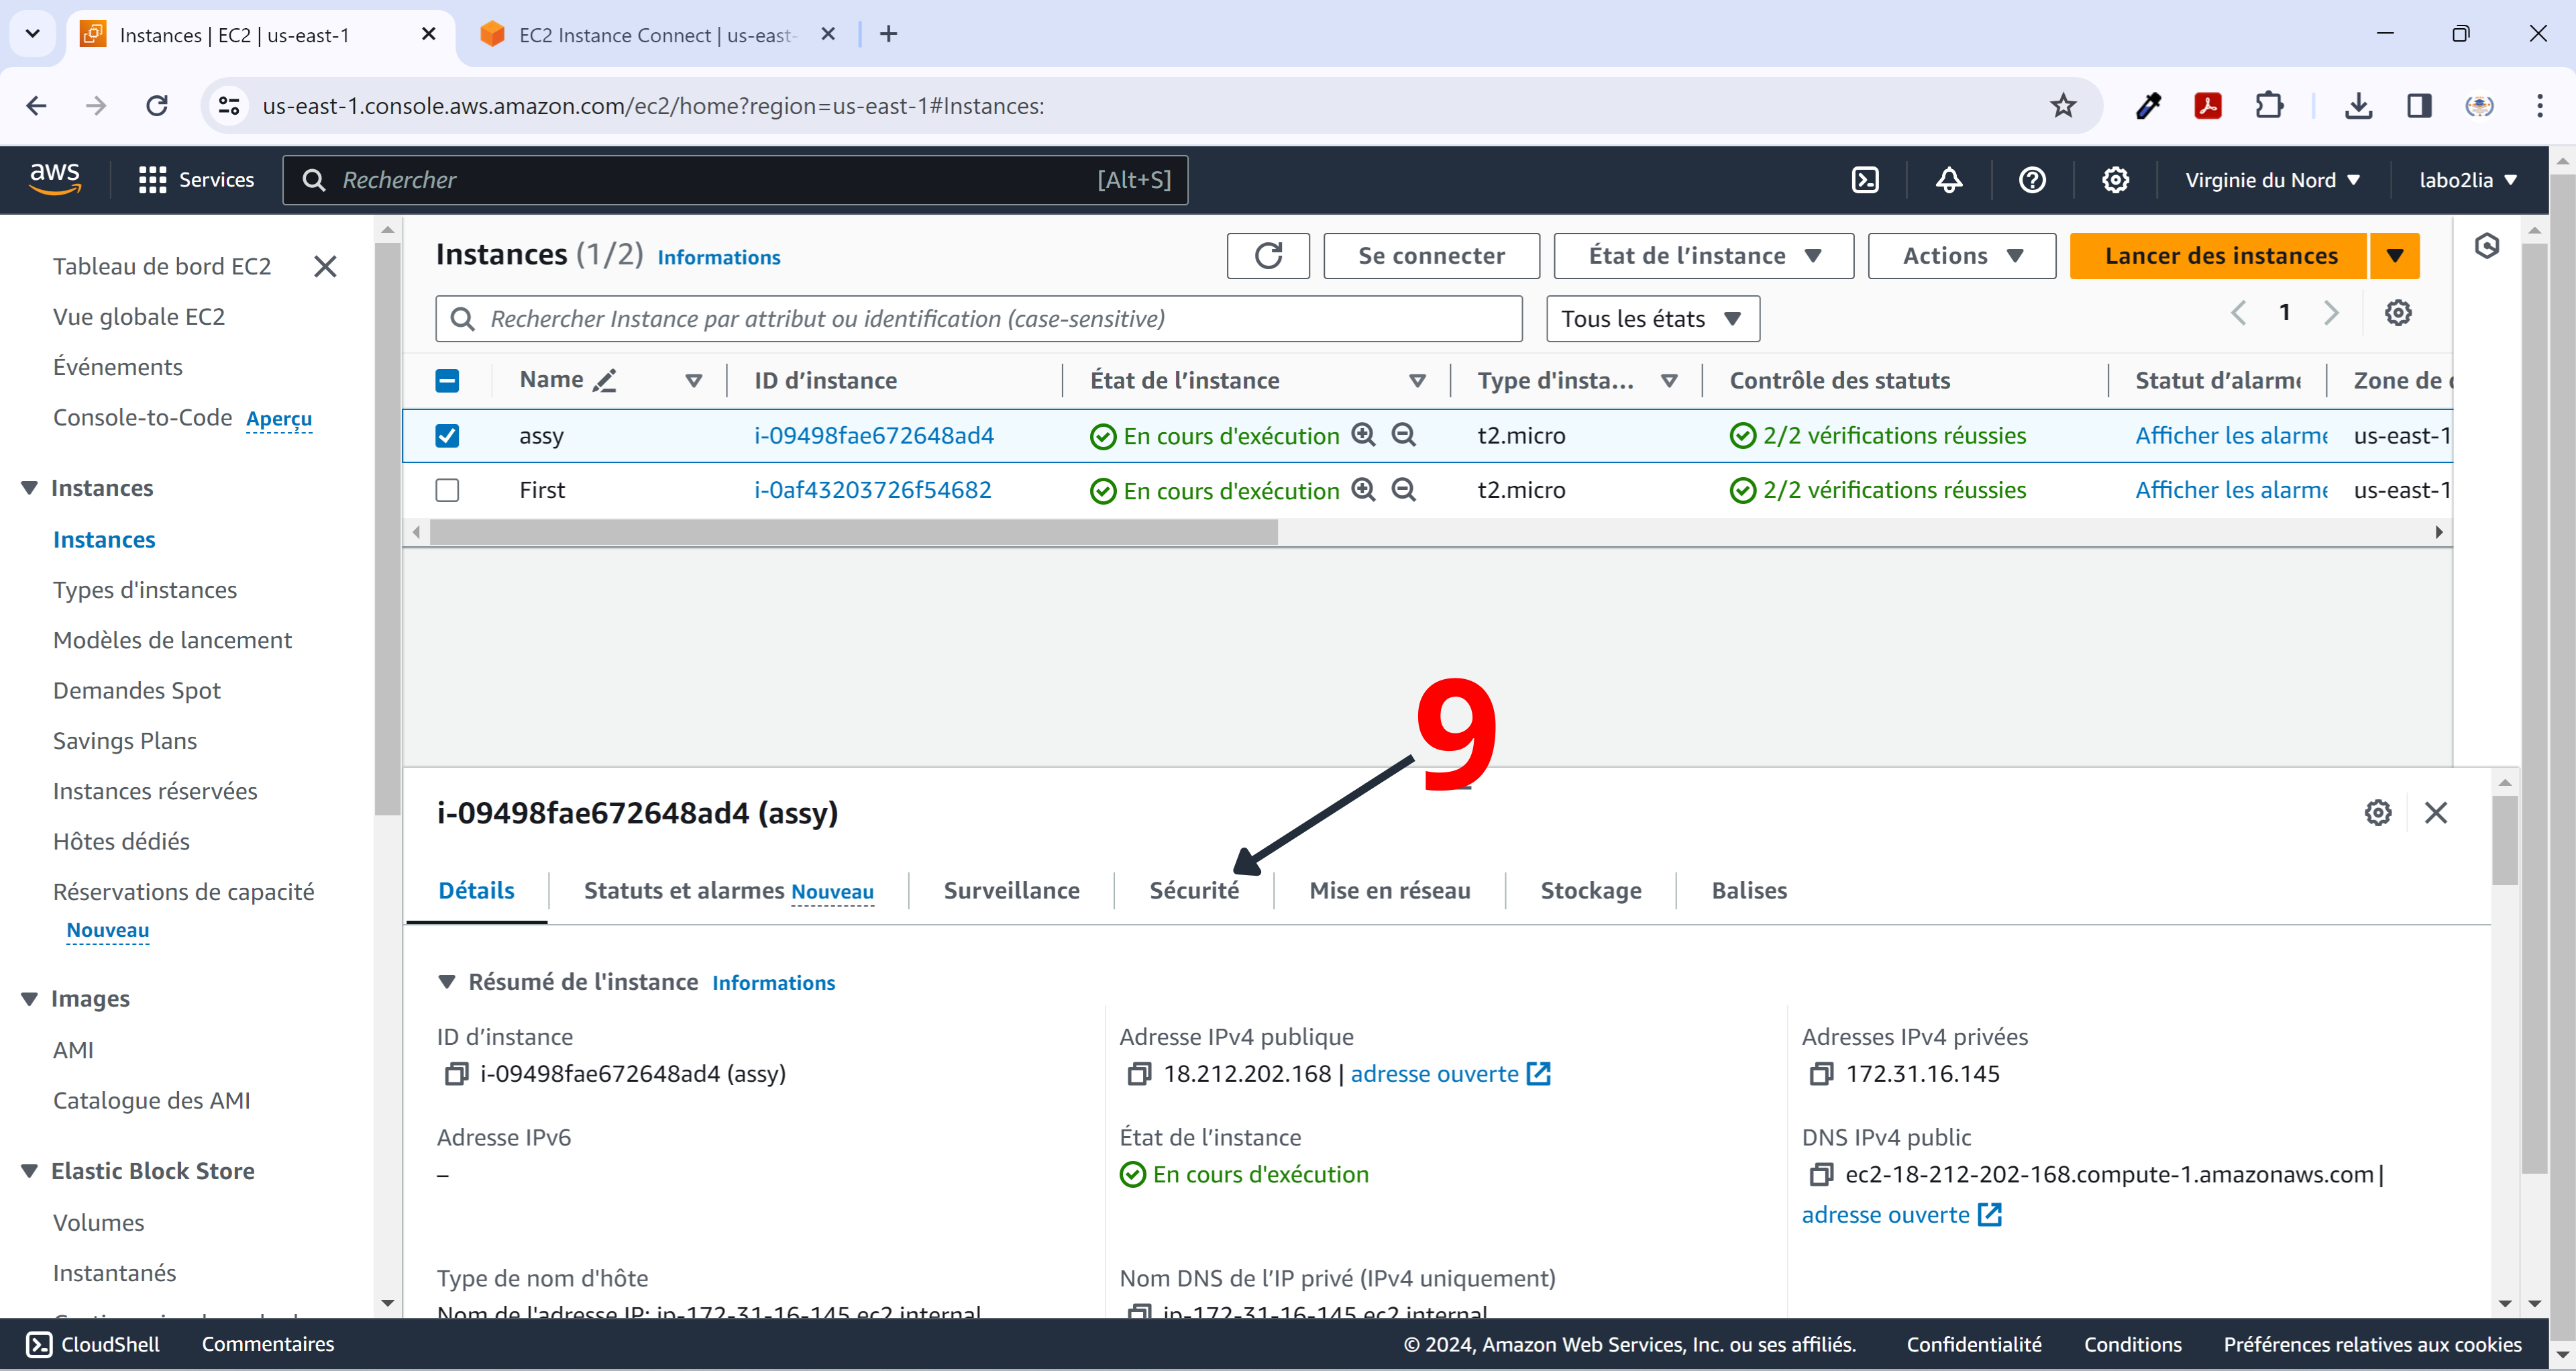 Instances | EC2 | us-east-1
EC2 Instance Connect | us-east-
us-east-1.console.aws.amazon.com/ec2/home?region=us-east-1#Instances:
aws
Services
Rechercher
[Alt+S]
Virginie du Nord
labo2lia
Tableau de bord EC2
Vue globale EC2
Événements
Console-to-Code Aperçu
Instances
Instances
Types d'instances
Modèles de lancement
Demandes Spot
Savings Plans
Instances réservées
Hôtes dédiés
Réservations de capacité
Nouveau
Images
AMI
Catalogue des AMI
Elastic Block Store
Volumes
Instantanés
Instances (1/2) Informations
Se connecter
État de l'instance
Actions
Lancer des instances
Rechercher Instance par attribut ou identification (case-sensitive)
Tous les états
1
Name ID d'instance État de l'instance Type d'insta... Contrôle des statuts Statut d'alarme Zone de
assy i-09498fae672648ad4 En cours d'exécution t2.micro 2/2 vérifications réussies Afficher les alarme us-east-1
First i-0af43203726f54682 En cours d'exécution t2.micro 2/2 vérifications réussies Afficher les alarme us-east-1
9
i-09498fae672648ad4 (assy)
Détails
Statuts et alarmes Nouveau
Surveillance
Sécurité
Mise en réseau
Stockage
Balises
Résumé de l'instance Informations
ID d'instance
i-09498fae672648ad4 (assy)
Adresse IPv4 publique
18.212.202.168 | adresse ouverte
Adresses IPv4 privées
172.31.16.145
Adresse IPv6
–
État de l'instance
En cours d'exécution
DNS IPv4 public
ec2-18-212-202-168.compute-1.amazonaws.com |
adresse ouverte
Type de nom d'hôte
Nom de l'adresse IP: ip-172-31-16-145.ec2.internal
Nom DNS de l'IP privé (IPv4 uniquement)
ip-172-31-16-145.ec2.internal
CloudShell
Commentaires
© 2024, Amazon Web Services, Inc. ou ses affiliés.
Confidentialité
Conditions
Préférences relatives aux cookies